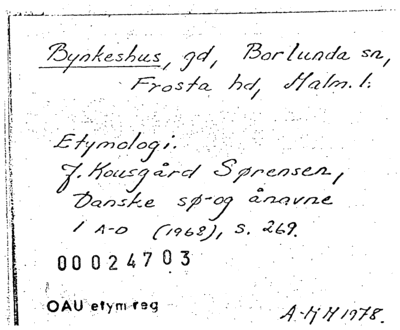 Bynkeshus, gd, Borlunda sn,
Frosta hd, Malm. l.
Etymologi:
J. Kousgård Sørensen,
Danske sø- og ånavne
1 A-D (1968), s. 269.
00024703
OAU etym reg
A-KH 1978.